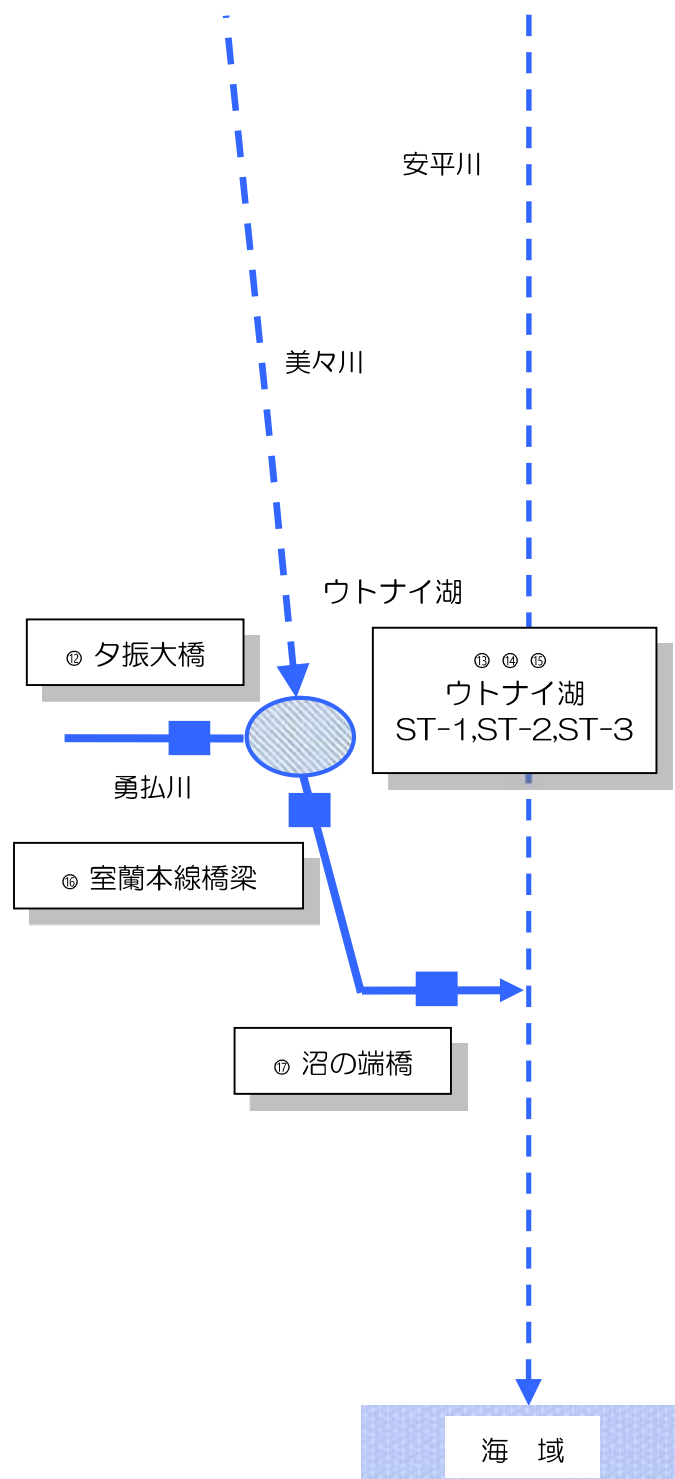 安平川
美々川
ウトナイ湖
⑫ 夕振大橋
⑬ ⑭ ⑮
ウトナイ湖
ST-1,ST-2,ST-3
勇払川
⑯ 室蘭本線橋梁
⑰ 沼の端橋
海 域